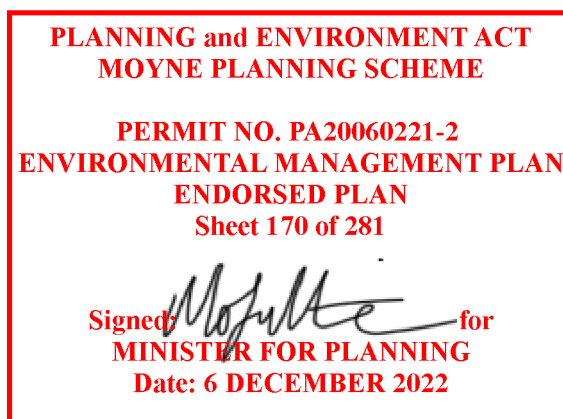 PLANNING and ENVIRONMENT ACT
MOYNE PLANNING SCHEME
PERMIT NO. PA20060221-2
ENVIRONMENTAL MANAGEMENT PLAN
ENDORSED PLAN
Sheet 170 of 281
Signed: for
MINISTER FOR PLANNING
Date: 6 DECEMBER 2022